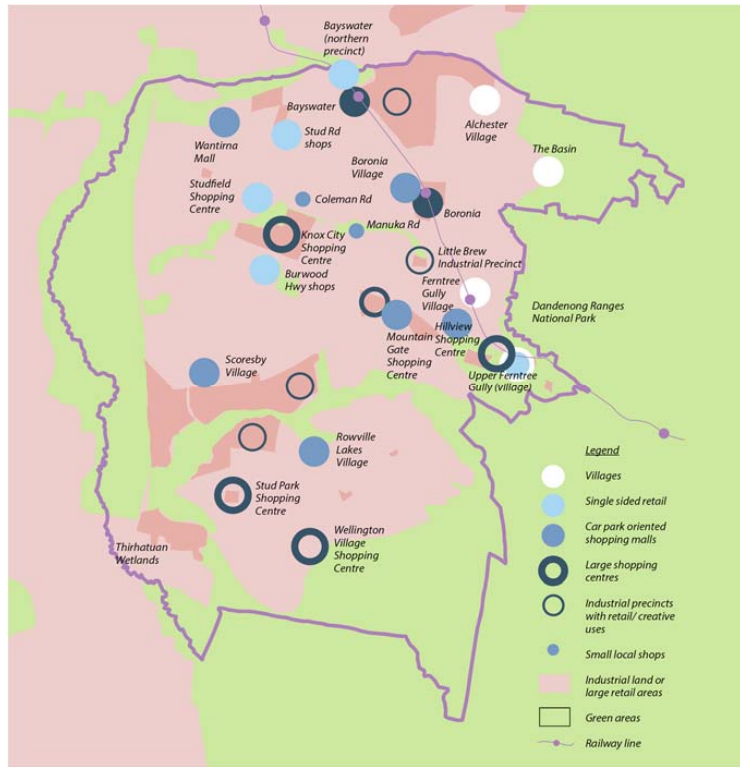 Bayswater
(northern
precinct)
Bayswater
Alchester
Village
Wantirna
Mall
Stud Rd
shops
The Basin
Boronia
Village
Studfield
Shopping
Centre
Coleman Rd
Boronia
Manuka Rd
Knox City
Shopping
Centre
Little Brew
Industrial Precinct
Burwood
Hwy shops
Ferntree
Gully
Village
Dandenong Ranges
National Park
Mountain
Gate
Shopping
Centre
Hillview
Shopping
Centre
Scoresby
Village
Upper Ferntree
Gully (village)
Rowville
Lakes
Village
Stud Park
Shopping
Centre
Wellington
Village
Shopping
Centre
Thirhatuan
Wetlands
Legend
Villages
Single sided retail
Car park oriented
shopping malls
Large shopping
centres
Industrial precincts
with retail/ creative
uses
Small local shops
Industrial land or
large retail areas
Green areas
Railway line